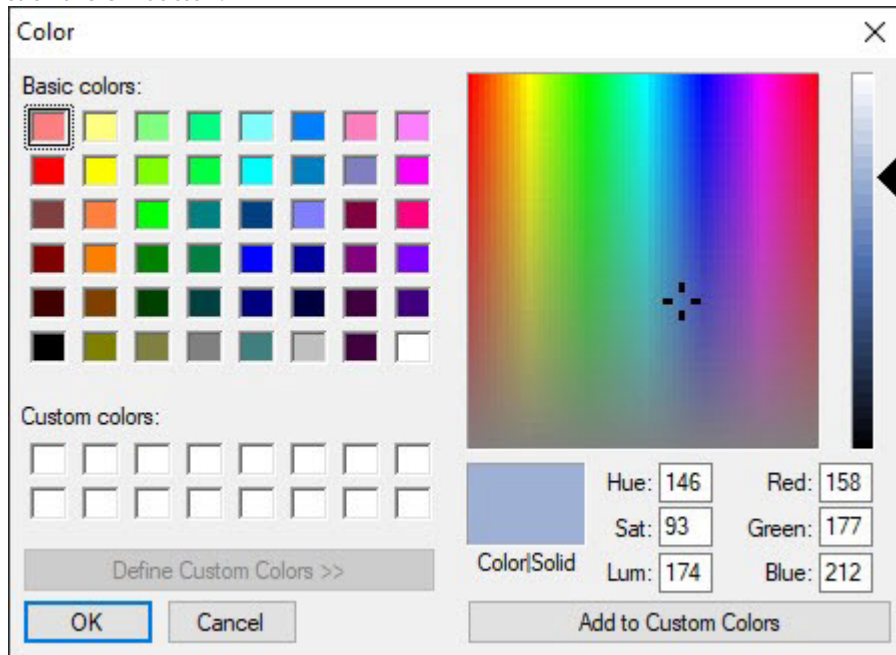 Color
Basic colors:
Custom colors:
Define Custom Colors >>
OK Cancel
Color|Solid
Hue: 146 Red: 158
Sat: 93 Green: 177
Lum: 174 Blue: 212
Add to Custom Colors